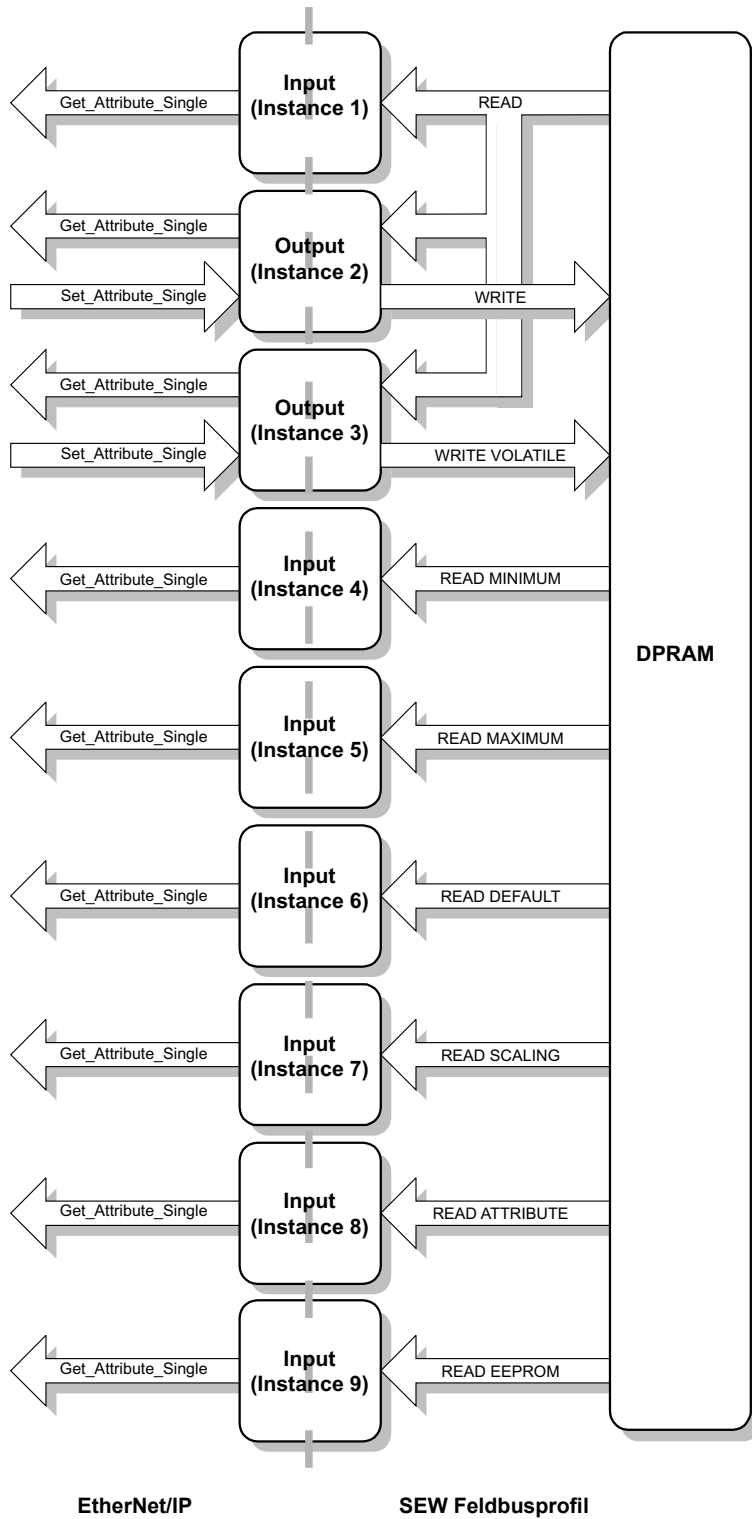 Input
(Instance 1)
Get_Attribute_Single
READ
Get_Attribute_Single
Output
(Instance 2)
Set_Attribute_Single
WRITE
Get_Attribute_Single
Output
(Instance 3)
Set_Attribute_Single
WRITE VOLATILE
Input
(Instance 4)
Get_Attribute_Single
READ MINIMUM
DPRAM
Input
(Instance 5)
Get_Attribute_Single
READ MAXIMUM
Input
(Instance 6)
Get_Attribute_Single
READ DEFAULT
Input
(Instance 7)
Get_Attribute_Single
READ SCALING
Input
(Instance 8)
Get_Attribute_Single
READ ATTRIBUTE
Input
(Instance 9)
Get_Attribute_Single
READ EEPROM
EtherNet/IP
SEW Feldbusprofil